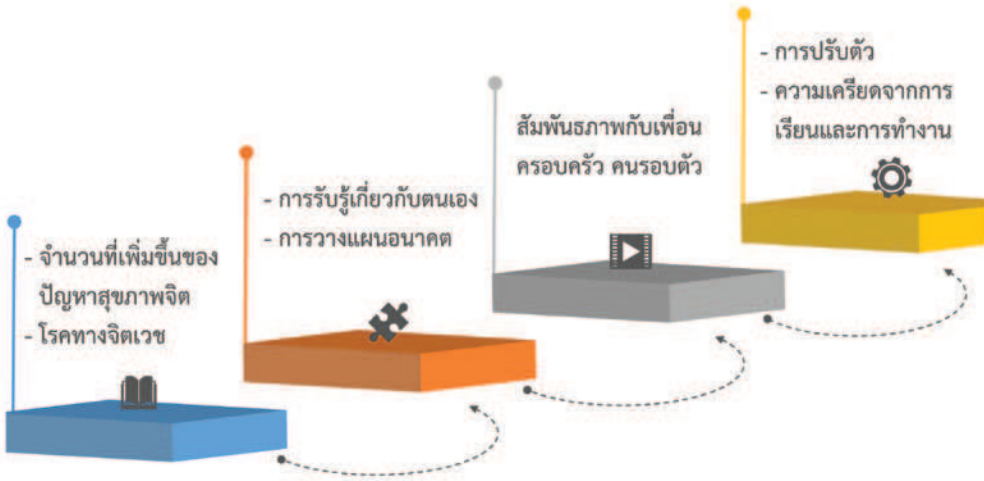 - จำนวนที่เพิ่มขึ้นของ
ปัญหาสุขภาพจิต
- โรคทางจิตเวช
- การรับรู้เกี่ยวกับตนเอง
- การวางแผนอนาคต
สัมพันธภาพกับเพื่อน
ครอบครัว คนรอบตัว
- การปรับตัว
- ความเครียดจากการ
เรียนและการทำงาน